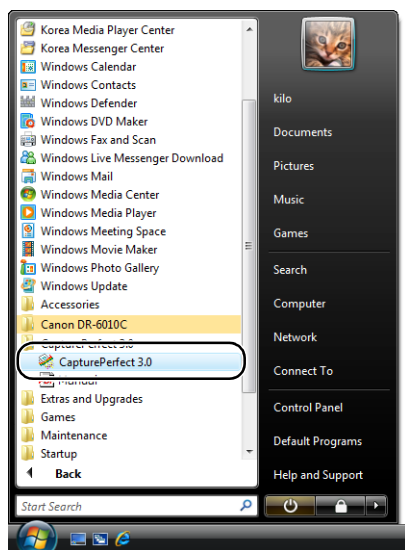 Korea Media Player Center
Korea Messenger Center
Windows Calendar
Windows Contacts
Windows Defender
Windows DVD Maker
Windows Fax and Scan
Windows Live Messenger Download
Windows Mail
Windows Media Center
Windows Media Player
Windows Meeting Space
Windows Movie Maker
Windows Photo Gallery
Windows Update
Accessories
Canon DR-6010C
CapturePerfect 3.0
CapturePerfect 3.0
Manual
Extras and Upgrades
Games
Maintenance
Startup
Back
Start Search
kilo
Documents
Pictures
Music
Games
Search
Computer
Network
Connect To
Control Panel
Default Programs
Help and Support